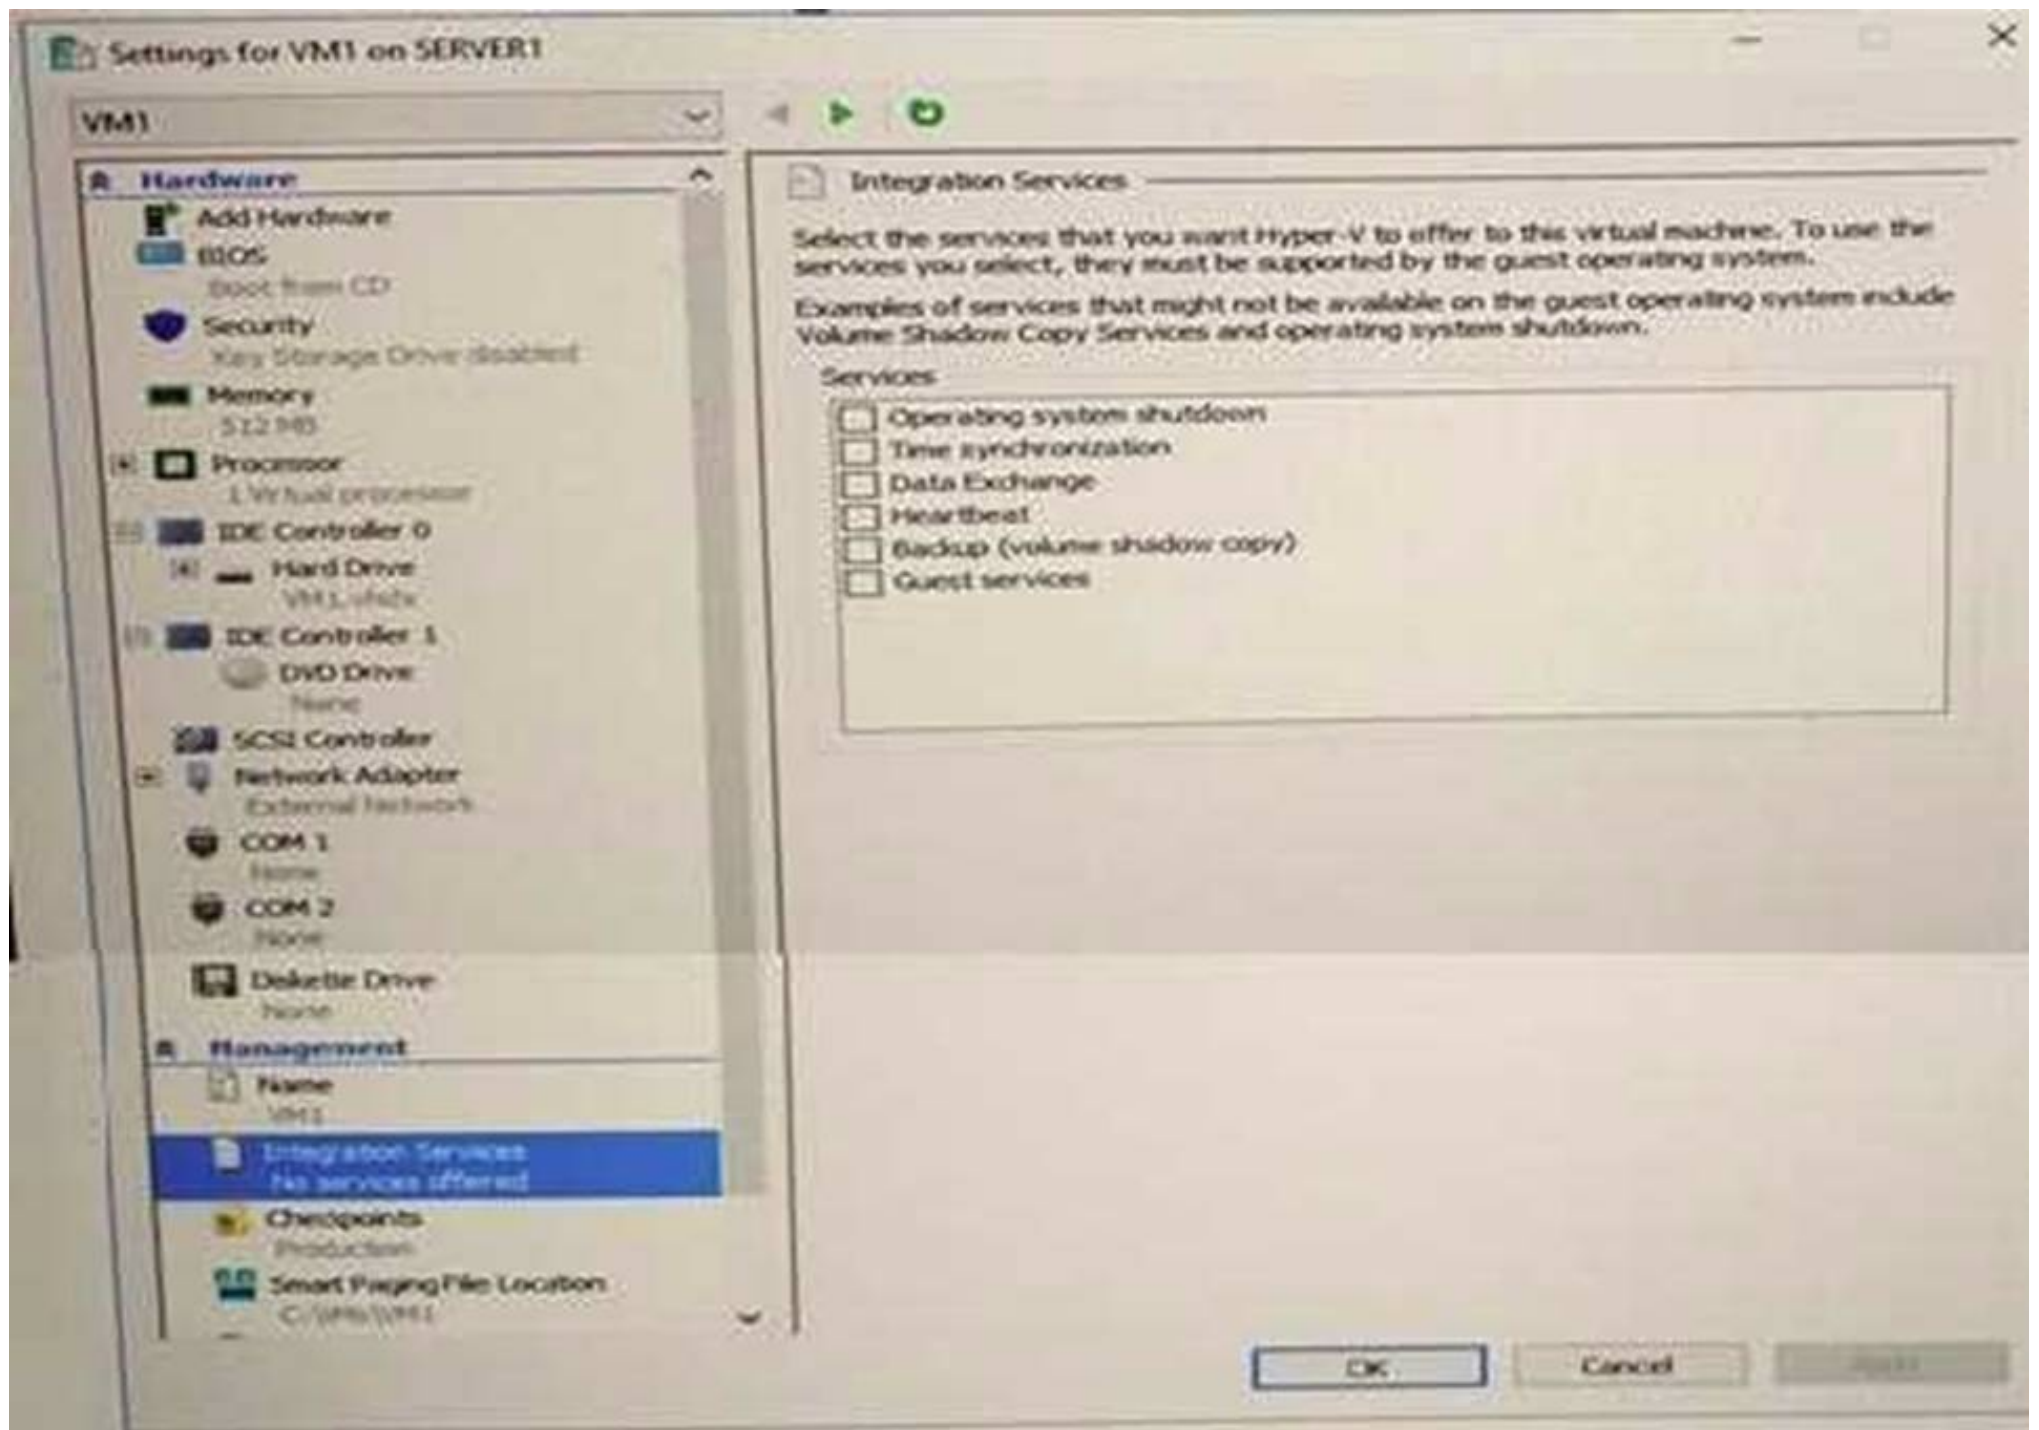 Settings for VM1 on SERVER1
VM1
Hardware
Add Hardware
BIOS
Boot from CD
Security
Key Storage Drive disabled
Memory
512 MB
Processor
1 Virtual processor
IDE Controller 0
Hard Drive
VM1.vhdx
IDE Controller 1
DVD Drive
None
SCSI Controller
Network Adapter
External Network
COM 1
None
COM 2
None
Diskette Drive
None
Management
Name
VM1
Integration Services
No services offered
Checkpoints
Production
Smart Paging File Location
Integration Services
Select the services that you want Hyper-V to offer to this virtual machine. To use the
services you select, they must be supported by the guest operating system.
Examples of services that might not be available on the guest operating system include
Volume Shadow Copy Services and operating system shutdown.
Services
Operating system shutdown
Time synchronization
Data Exchange
Heartbeat
Backup (volume shadow copy)
Guest services
OK
Cancel